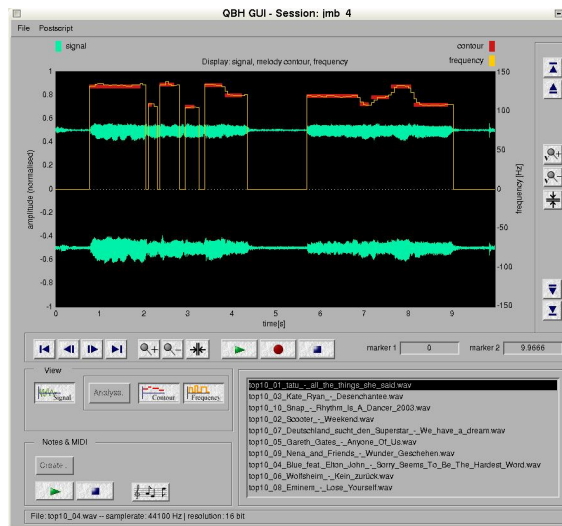 QBH GUI - Session: jmb 4
File Postscript
signal
contour
Display: signal, melody contour, frequency
frequency
1
0.8
0.6
0.4
0.2
0
-0.2
-0.4
-0.6
-0.8
-1
amplitude (normalised)
150
100
50
0
-50
-100
-150
frequency [Hz]
0 1 2 3 4 5 6 7 8 9
time[s]
marker 1 0 marker 2 9.9666
View
Signal Analysis.. Contour Frequency
Notes & MIDI
Create..
top10_01_tatu_-_all_the_things_she_said.wav
top10_03_Kate_Ryan_-_Desenchantee.wav
top10_10_Snap_-_Rhythm_Is_A_Dancer_2003.wav
top10_02_Scooter_-_Weekend.wav
top10_07_Deutschland_sucht_den_Superstar_-_We_have_a_dream.wav
top10_05_Gareth_Gates_-_Anyone_Of_Us.wav
top10_09_Nena_and_Friends_-_Wunder_Geschehen.wav
top10_04_Blue_feat_Elton_John_-_Sorry_Seems_To_Be_The_Hardest_Word.wav
top10_06_Wolfsheim_-_Kein_zurück.wav
top10_08_Eminem_-_Lose_Yourself.wav
File: top10_04.wav -- samplerate: 44100 Hz | resolution: 16 bit